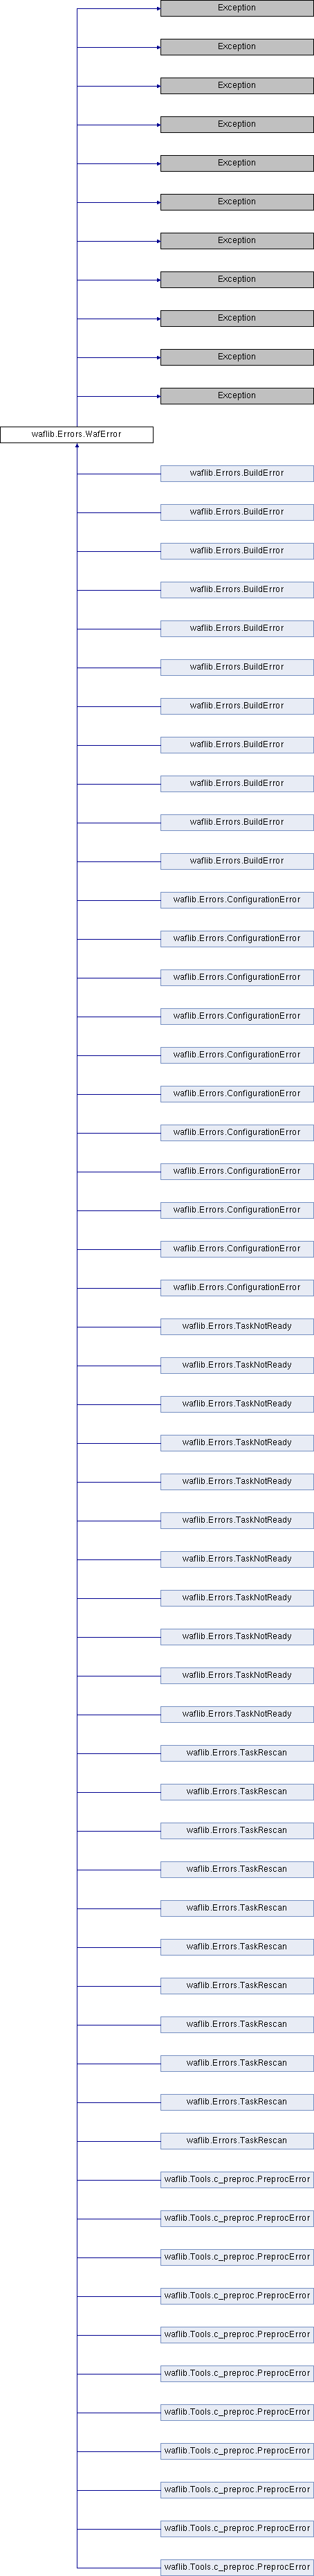 Exception
Exception
Exception
Exception
Exception
Exception
Exception
Exception
Exception
Exception
Exception
waflib.Errors.WafError
waflib.Errors.BuildError
waflib.Errors.BuildError
waflib.Errors.BuildError
waflib.Errors.BuildError
waflib.Errors.BuildError
waflib.Errors.BuildError
waflib.Errors.BuildError
waflib.Errors.BuildError
waflib.Errors.BuildError
waflib.Errors.BuildError
waflib.Errors.BuildError
waflib.Errors.ConfigurationError
waflib.Errors.ConfigurationError
waflib.Errors.ConfigurationError
waflib.Errors.ConfigurationError
waflib.Errors.ConfigurationError
waflib.Errors.ConfigurationError
waflib.Errors.ConfigurationError
waflib.Errors.ConfigurationError
waflib.Errors.ConfigurationError
waflib.Errors.ConfigurationError
waflib.Errors.ConfigurationError
waflib.Errors.TaskNotReady
waflib.Errors.TaskNotReady
waflib.Errors.TaskNotReady
waflib.Errors.TaskNotReady
waflib.Errors.TaskNotReady
waflib.Errors.TaskNotReady
waflib.Errors.TaskNotReady
waflib.Errors.TaskNotReady
waflib.Errors.TaskNotReady
waflib.Errors.TaskNotReady
waflib.Errors.TaskNotReady
waflib.Errors.TaskRescan
waflib.Errors.TaskRescan
waflib.Errors.TaskRescan
waflib.Errors.TaskRescan
waflib.Errors.TaskRescan
waflib.Errors.TaskRescan
waflib.Errors.TaskRescan
waflib.Errors.TaskRescan
waflib.Errors.TaskRescan
waflib.Errors.TaskRescan
waflib.Errors.TaskRescan
waflib.Tools.c_preproc.PreprocError
waflib.Tools.c_preproc.PreprocError
waflib.Tools.c_preproc.PreprocError
waflib.Tools.c_preproc.PreprocError
waflib.Tools.c_preproc.PreprocError
waflib.Tools.c_preproc.PreprocError
waflib.Tools.c_preproc.PreprocError
waflib.Tools.c_preproc.PreprocError
waflib.Tools.c_preproc.PreprocError
waflib.Tools.c_preproc.PreprocError
waflib.Tools.c_preproc.PreprocError